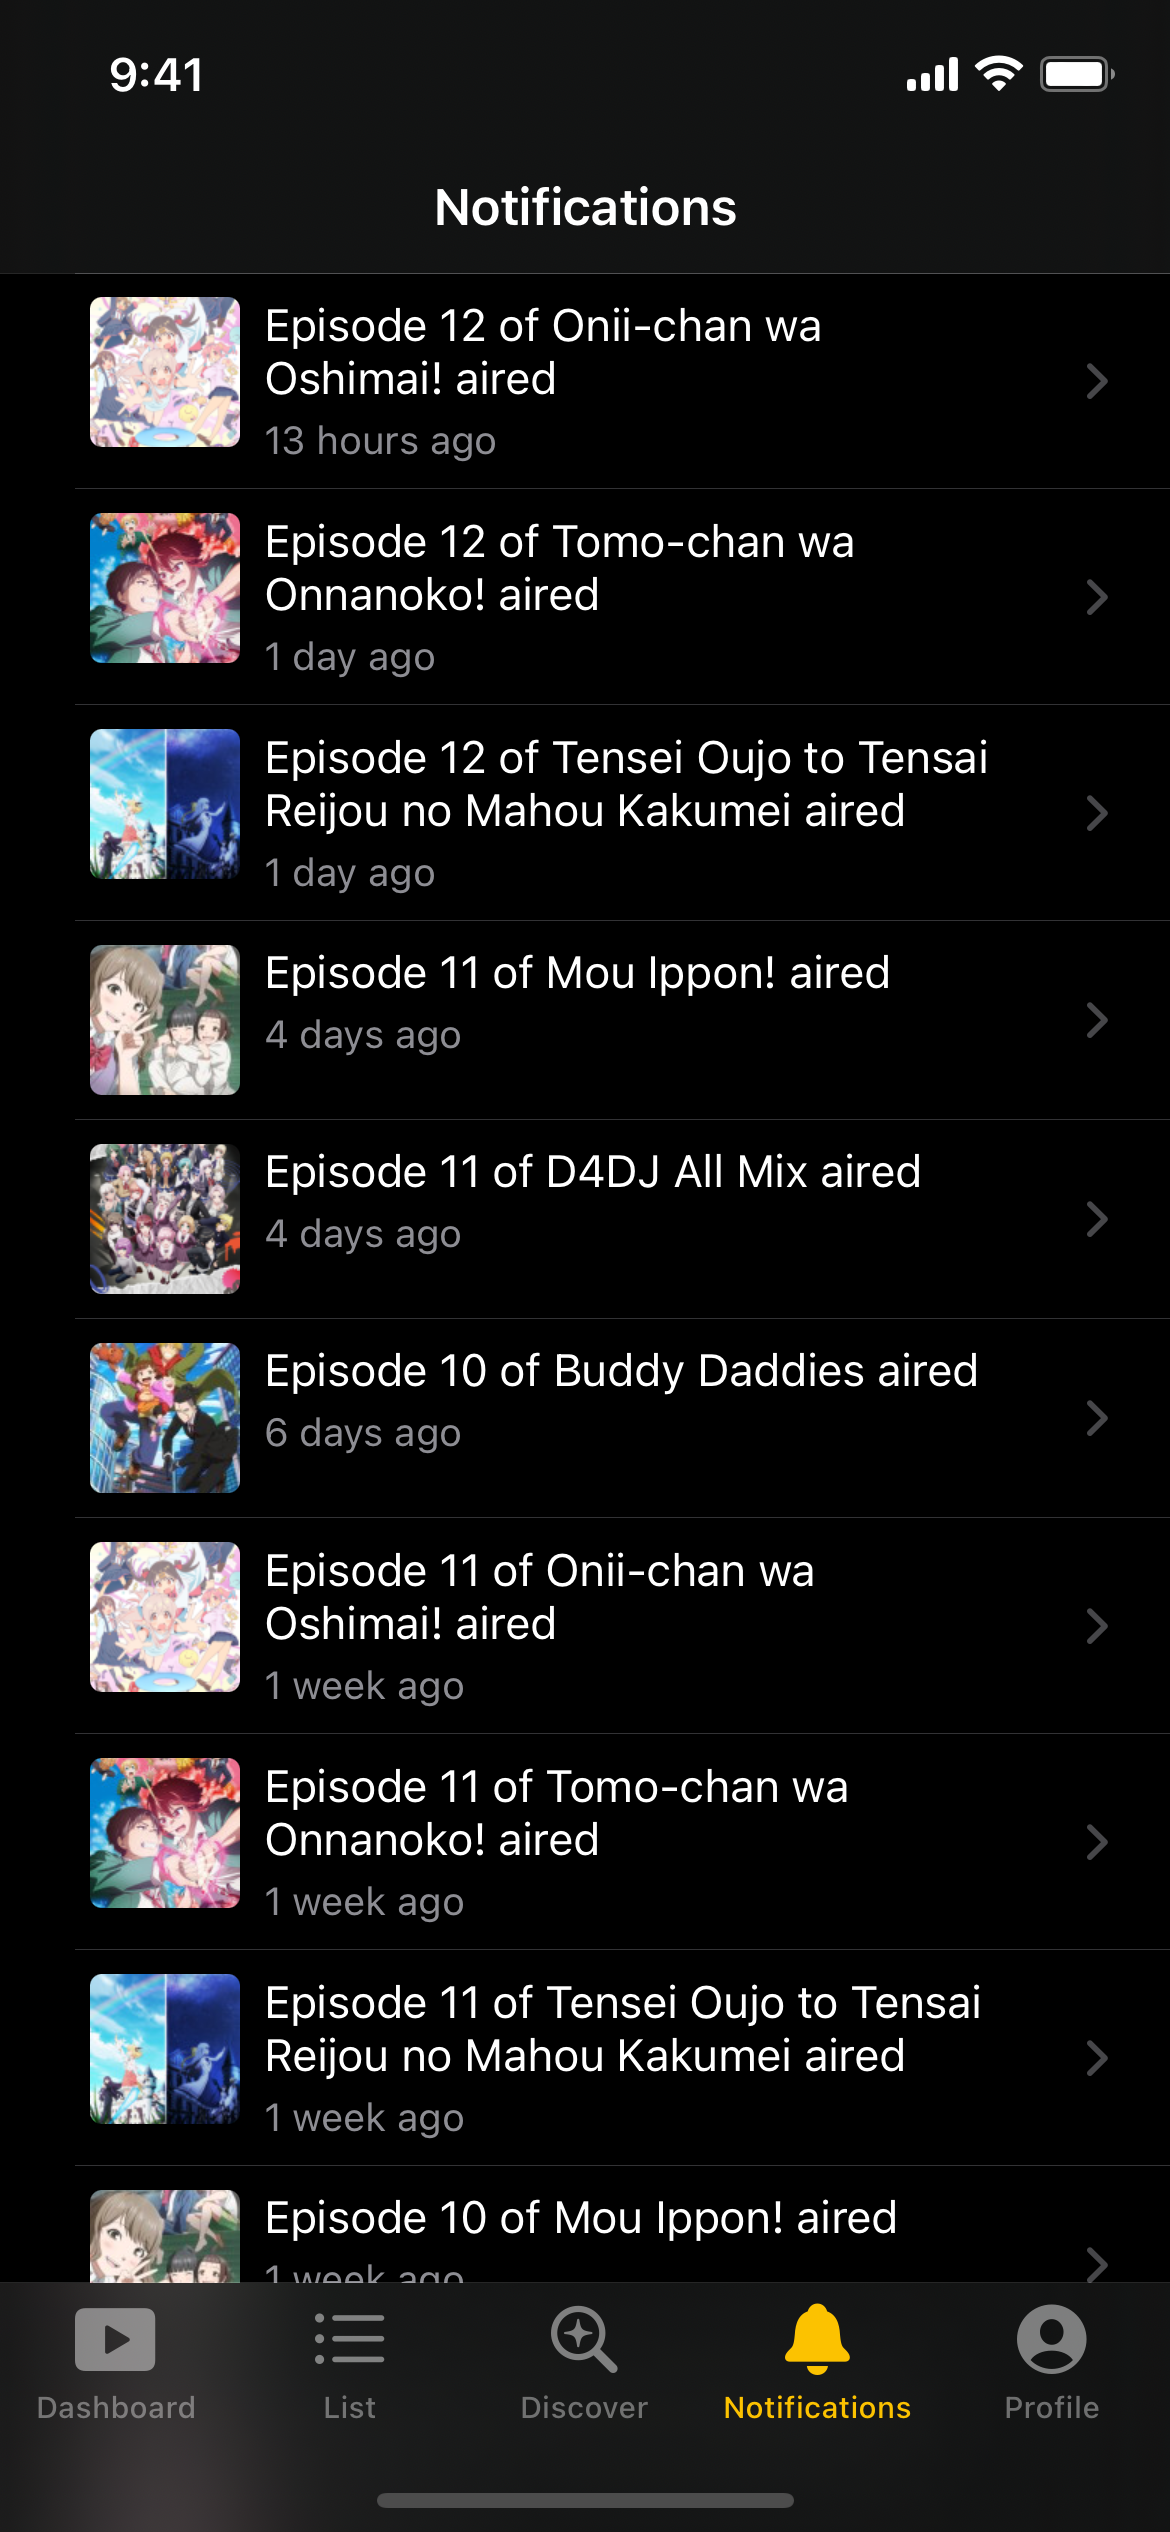 9:41
Notifications
Episode 12 of Onii-chan wa
Oshimai! aired
13 hours ago
Episode 12 of Tomo-chan wa
Onnanoko! aired
1 day ago
Episode 12 of Tensei Oujo to Tensai
Reijou no Mahou Kakumei aired
1 day ago
Episode 11 of Mou Ippon! aired
4 days ago
Episode 11 of D4DJ All Mix aired
4 days ago
Episode 10 of Buddy Daddies aired
6 days ago
Episode 11 of Onii-chan wa
Oshimai! aired
1 week ago
Episode 11 of Tomo-chan wa
Onnanoko! aired
1 week ago
Episode 11 of Tensei Oujo to Tensai
Reijou no Mahou Kakumei aired
1 week ago
Episode 10 of Mou Ippon! aired
1 week ago
Dashboard
List
Discover
Notifications
Profile